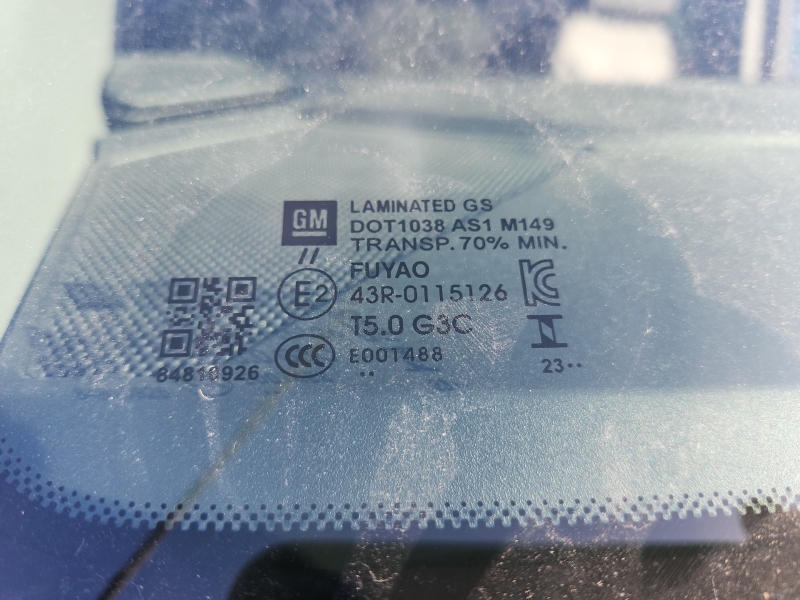 GM
LAMINATED GS
DOT1038 AS1 M149
TRANSP. 70% MIN.
//
FUYAO
E2
43R-0115126
T5.0 G3C
CCC
E001488
23··
84810926